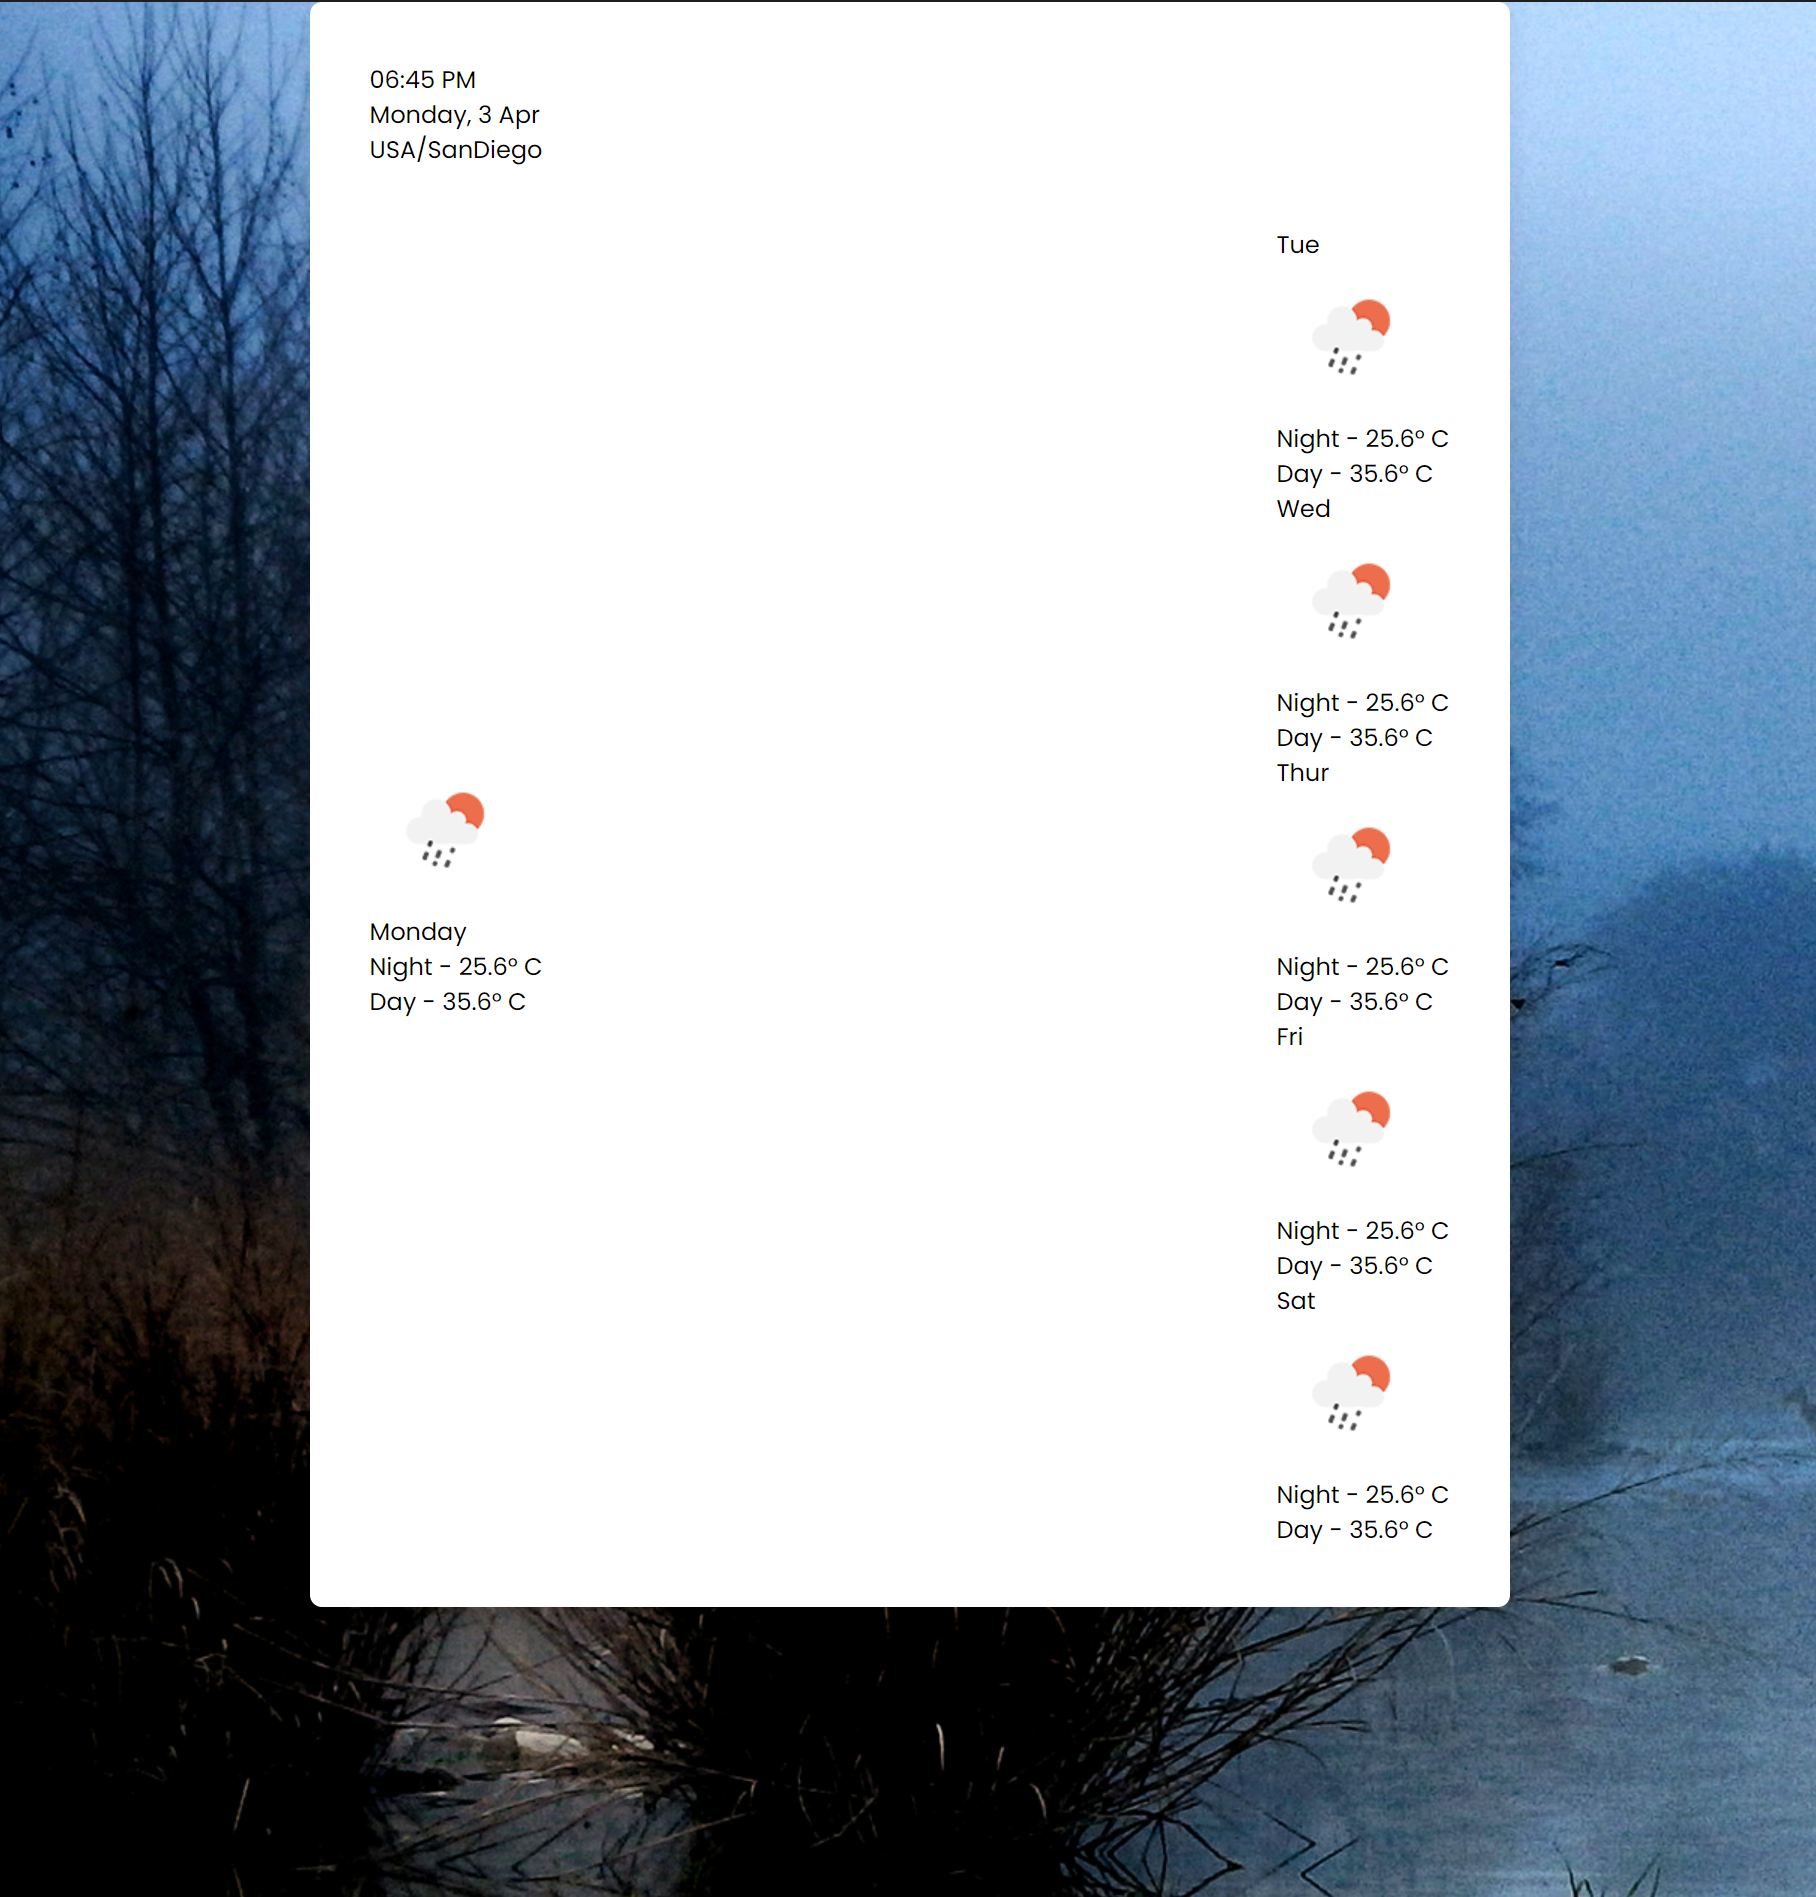 06:45 PM
Monday, 3 Apr
USA/SanDiego
Monday
Night - 25.6° C
Day - 35.6° C
Tue
Night - 25.6° C
Day - 35.6° C
Wed
Night - 25.6° C
Day - 35.6° C
Thur
Night - 25.6° C
Day - 35.6° C
Fri
Night - 25.6° C
Day - 35.6° C
Sat
Night - 25.6° C
Day - 35.6° C